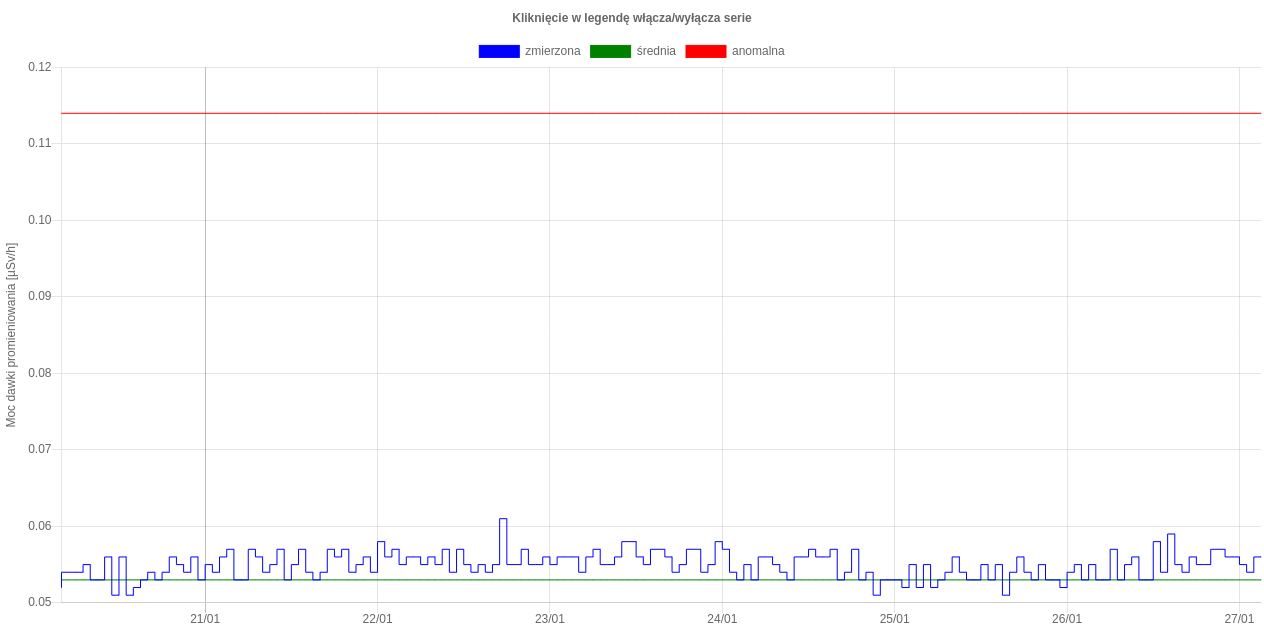 Kliknięcie w legendę włącza/wyłącza serie
zmierzona średnia anomalna
0.12
0.11
0.10
0.09
0.08
0.07
0.06
0.05
Moc dawki promieniowania [µSv/h]
21/01 22/01 23/01 24/01 25/01 26/01 27/01